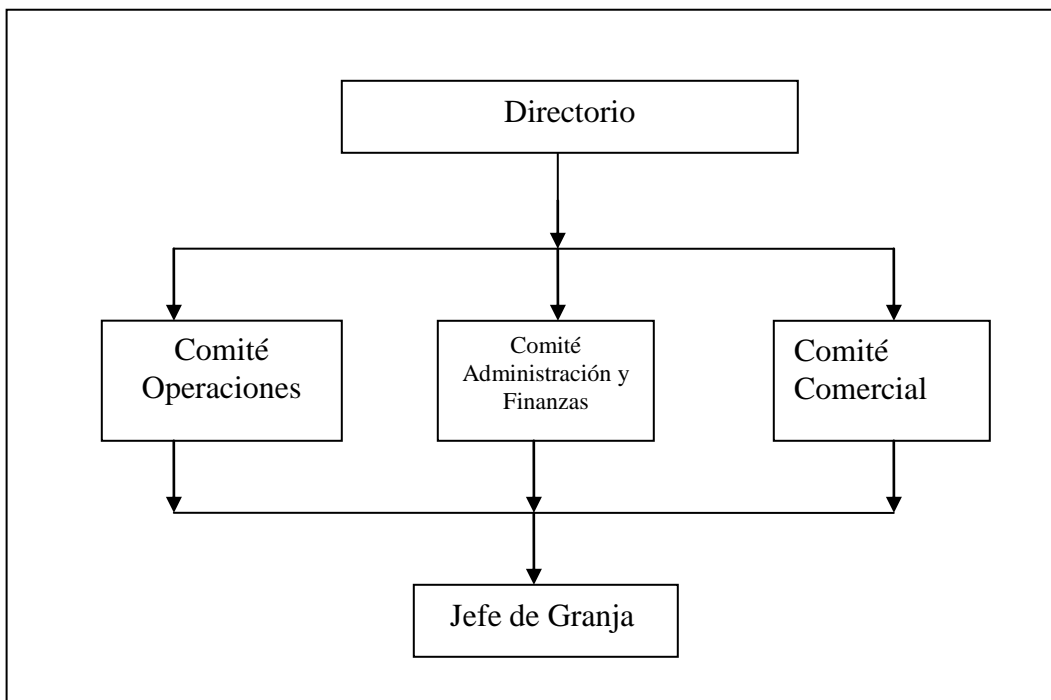 Directorio
Comité
Operaciones
Comité
Administración y
Finanzas
Comité
Comercial
Jefe de Granja